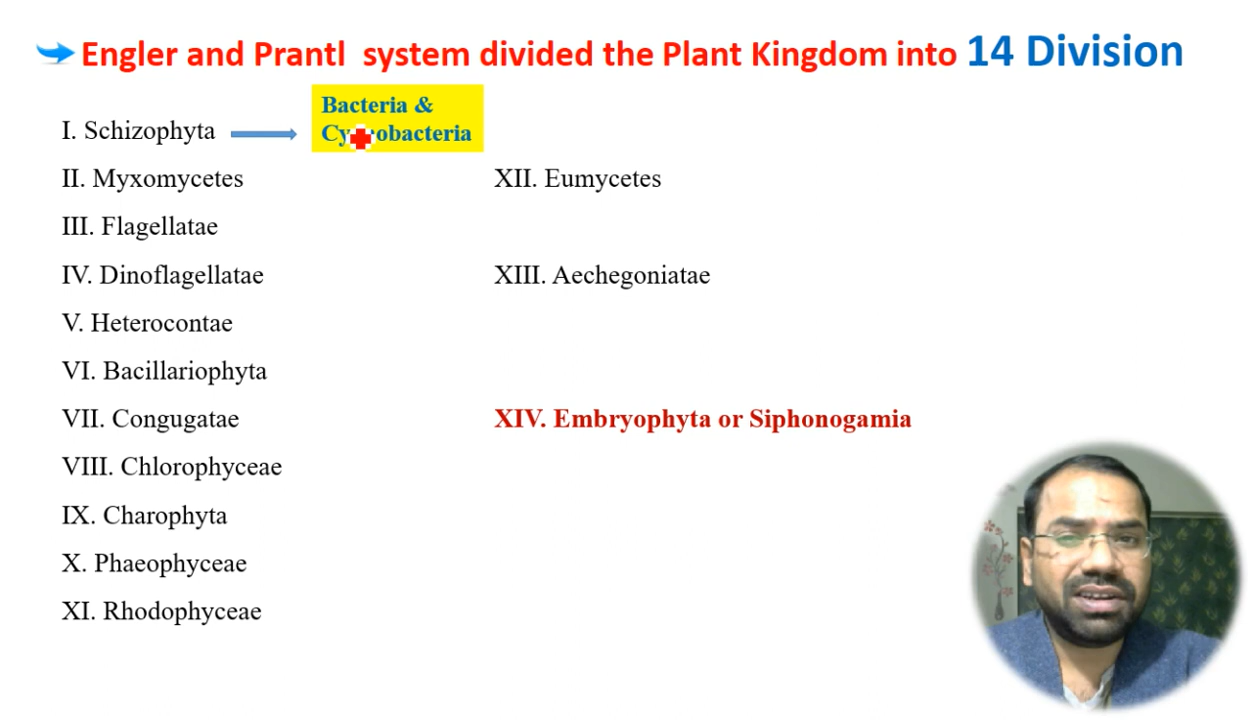 Engler and Prantl system divided the Plant Kingdom into 14 Division
I. Schizophyta
Bacteria &
II. Myxomycetes
III. Flagellatae
IV. Dinoflagellatae
V. Heterocontae
VI. Bacillariophyta
VII. Congugatae
VIII. Chlorophyceae
IX. Charophyta
X. Phaeophyceae
XI. Rhodophyceae
XII. Eumycetes
XIII. Aechegoniatae
XIV. Embryophyta or Siphonogamia